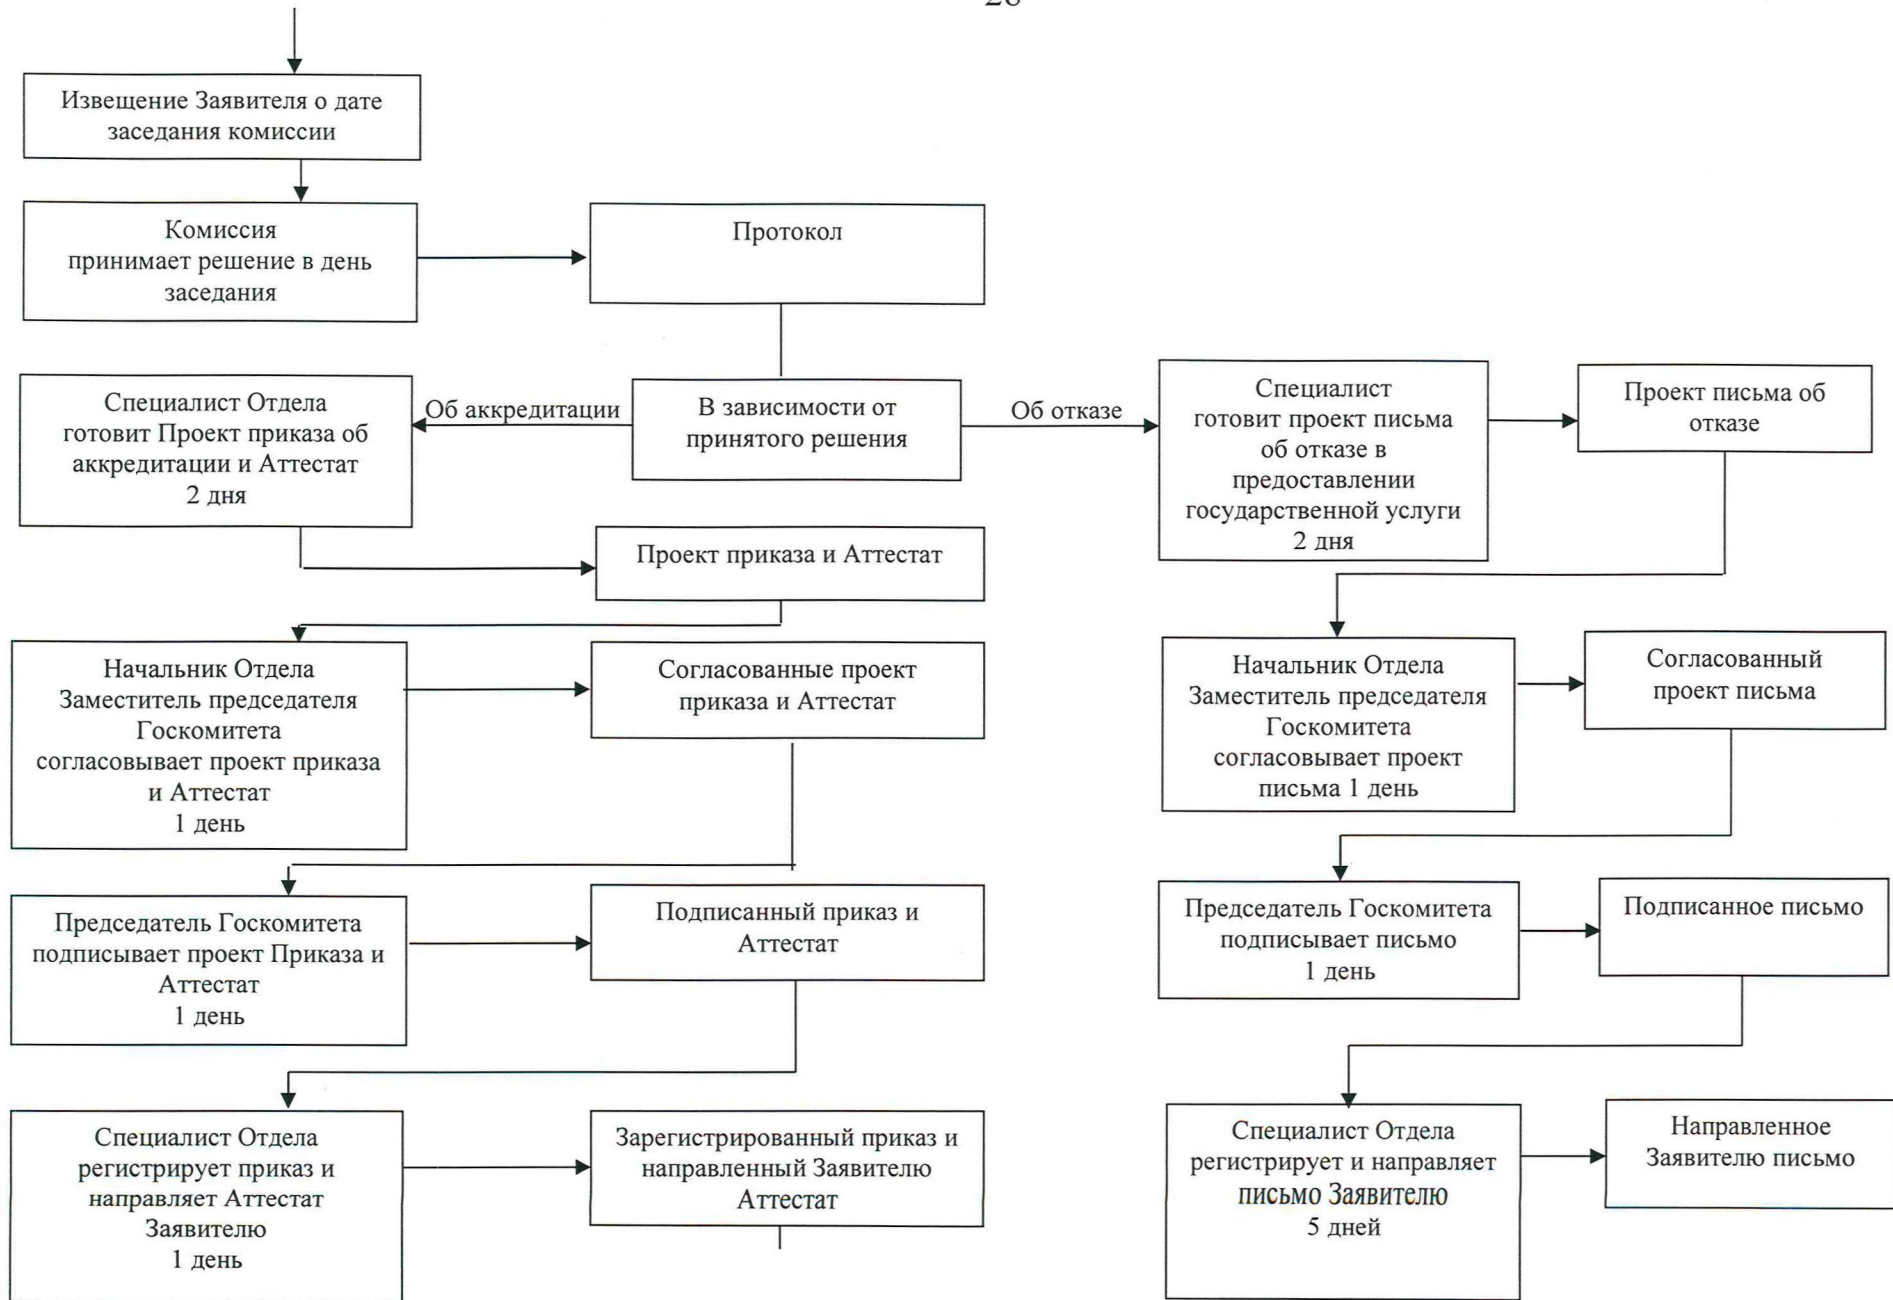 Извещение Заявителя о дате
заседания комиссии
Комиссия
принимает решение в день
заседания
Протокол
Специалист Отдела
готовит Проект приказа об
аккредитации и Аттестат
2 дня
Об аккредитации
В зависимости от
принятого решения
Об отказе
Специалист
готовит проект письма
об отказе в
предоставлении
государственной услуги
2 дня
Проект письма об
отказе
Проект приказа и Аттестат
Начальник Отдела
Заместитель председателя
Госкомитета
согласовывает проект приказа
и Аттестат
1 день
Согласованные проект
приказа и Аттестат
Начальник Отдела
Заместитель председателя
Госкомитета
согласовывает проект
письма 1 день
Согласованный
проект письма
Председатель Госкомитета
подписывает проект Приказа и
Аттестат
1 день
Подписанный приказ и
Аттестат
Председатель Госкомитета
подписывает письмо
1 день
Подписанное письмо
Специалист Отдела
регистрирует приказ и
направляет Аттестат
Заявителю
1 день
Зарегистрированный приказ и
направленный Заявителю
Аттестат
Специалист Отдела
регистрирует и направляет
письмо Заявителю
5 дней
Направленное
Заявителю письмо